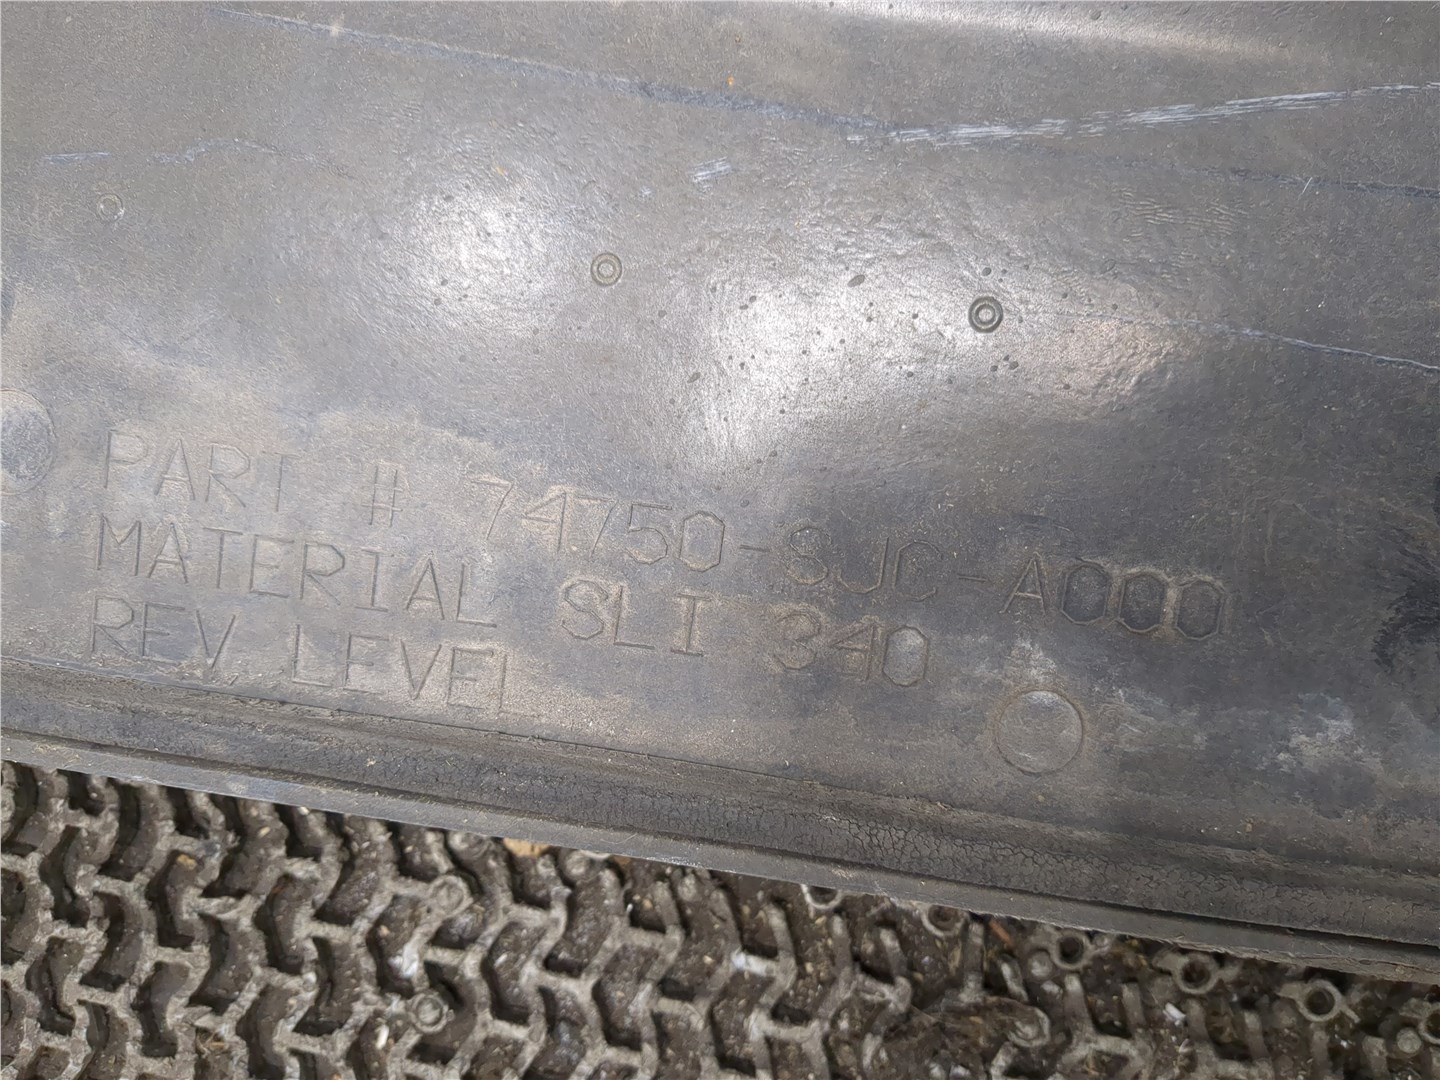 PART # 74750-SJC-A000
MATERIAL SLI 340
REV LEVEL